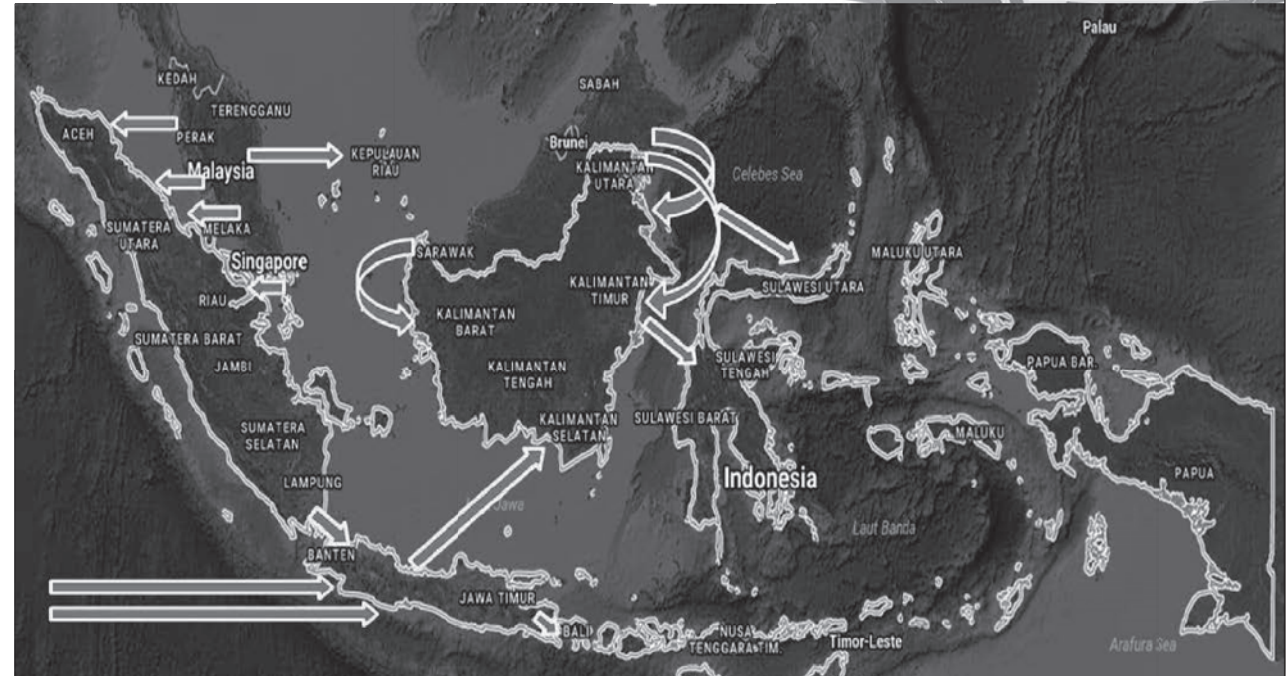 Palau
KEDAH
SABAH
TERENGGANU
ACEH
PERAK
Brunei
KEPULAUAN
RIAU
Malaysia
KALIMANTAN
UTARA
Celebes Sea
SUMATERA
UTARA
MELAKA
SARAWAK
MALUKU UTARA
Singapore
RIAU
KALIMANTAN
TIMUR
SULAWESI UTARA
KALIMANTAN
BARAT
SUMATERA BARAT
JAMBI
SULAWESI
TENGAH
PAPUA BAR.
KALIMANTAN
TENGAH
SUMATERA
SELATAN
KALIMANTAN
SELATAN
SULAWESI BARAT
MALUKU
PAPUA
LAMPUNG
Indonesia
Jawa
Laut Banda
BANTEN
JAWA TIMUR
BALI
NUSA
TENGGARA TIM.
Timor-Leste
Arafura Sea